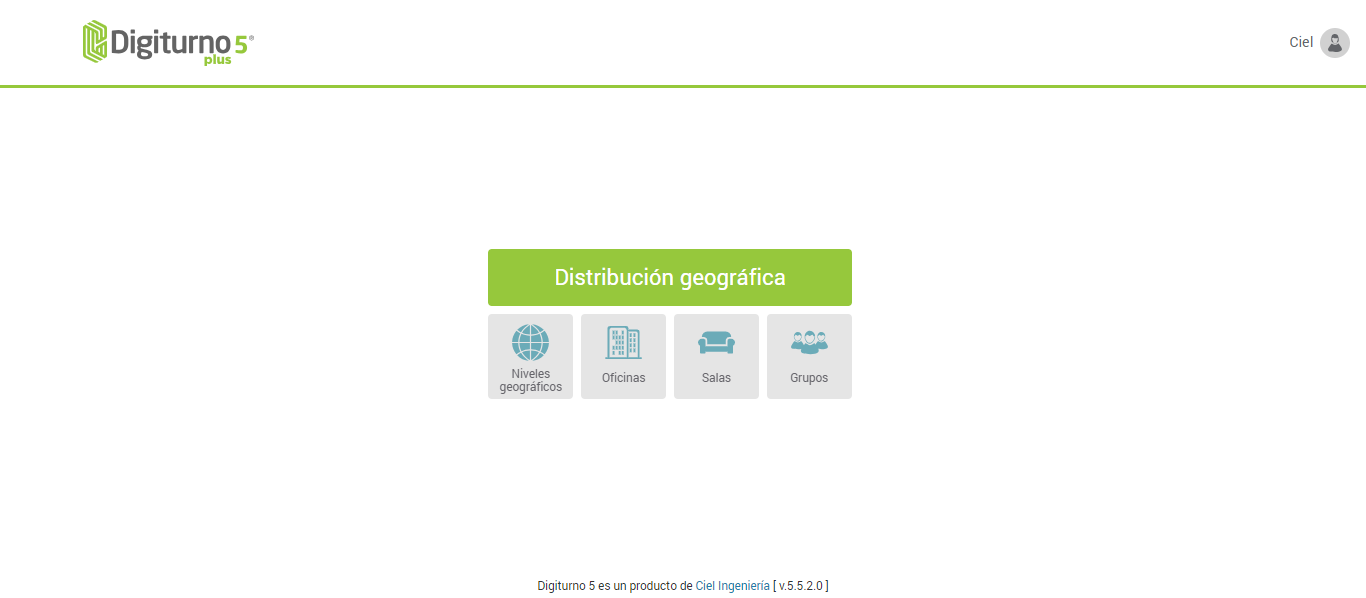 Digiturno 5®
plus
Ciel
Distribución geográfica
Niveles
geográficos
Oficinas
Salas
Grupos
Digiturno 5 es un producto de Ciel Ingeniería [ v.5.5.2.0 ]